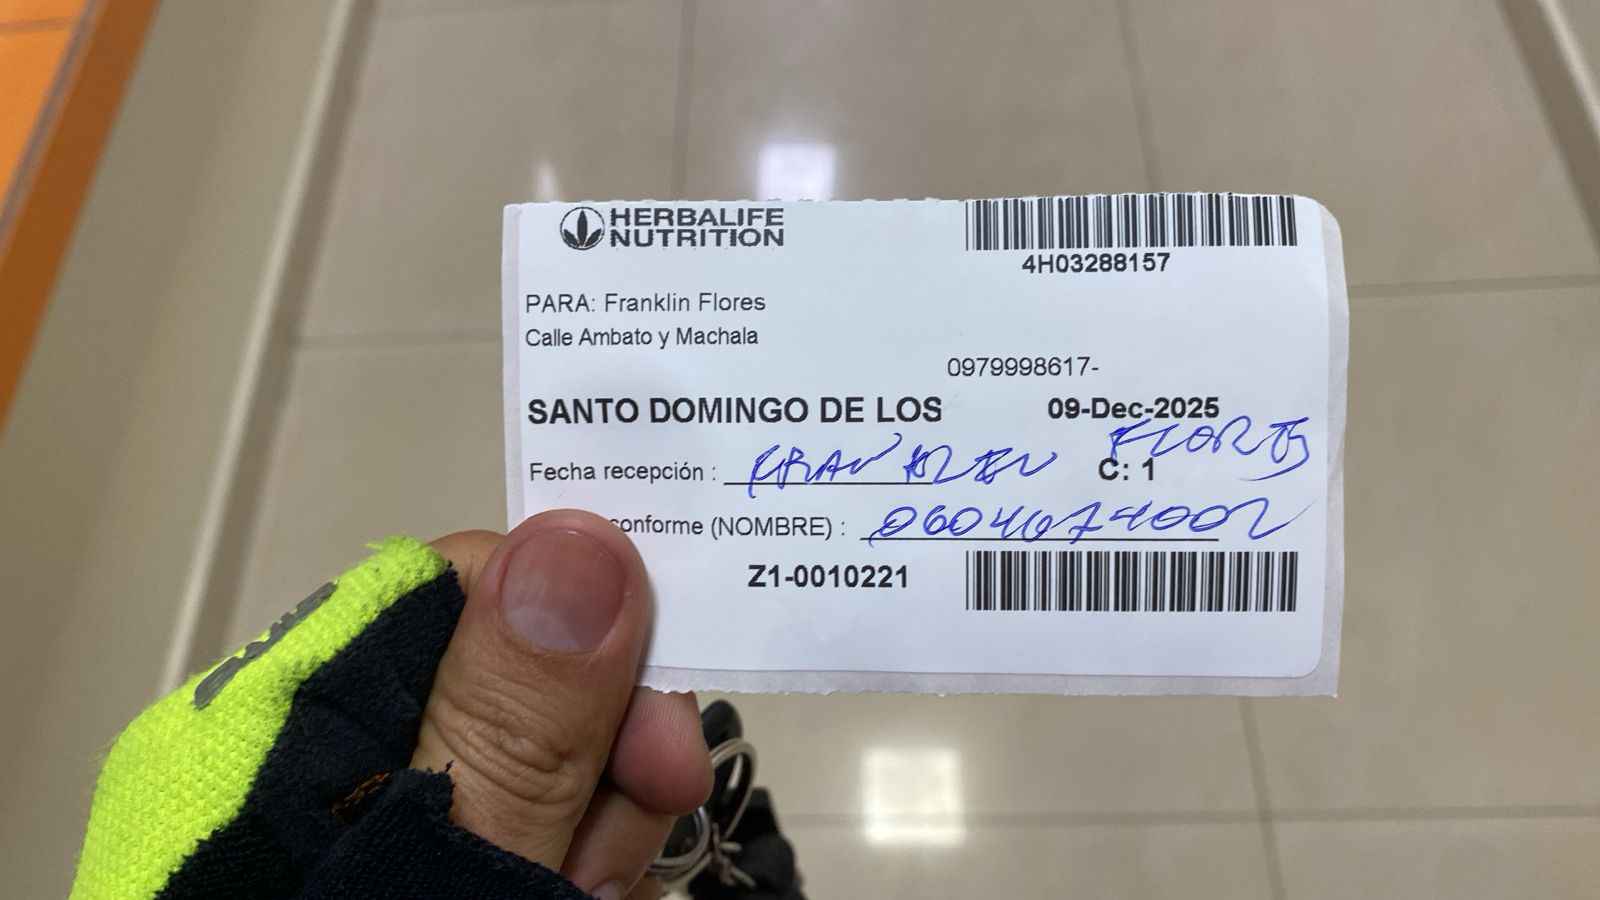 HERBALIFE
NUTRITION
4H03288157
PARA: Franklin Flores
Calle Ambato y Machala
0979998617-
SANTO DOMINGO DE LOS
09-Dec-2025
Fecha recepción : FRANKLIN FLORES
C: 1
conforme (NOMBRE) :
Z1-0010221